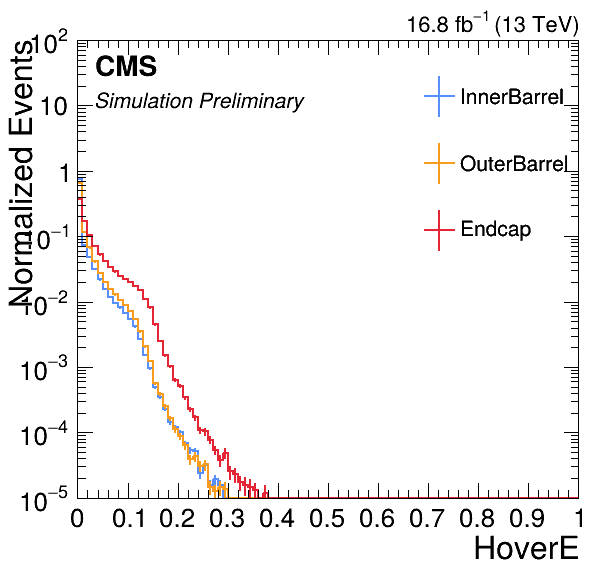 16.8 fb⁻¹ (13 TeV)
CMS
Simulation Preliminary
InnerBarrel
OuterBarrel
Endcap
Normalized Events
10²
10
1
10⁻¹
10⁻²
10⁻³
10⁻⁴
10⁻⁵
0 0.1 0.2 0.3 0.4 0.5 0.6 0.7 0.8 0.9 1
HoverE